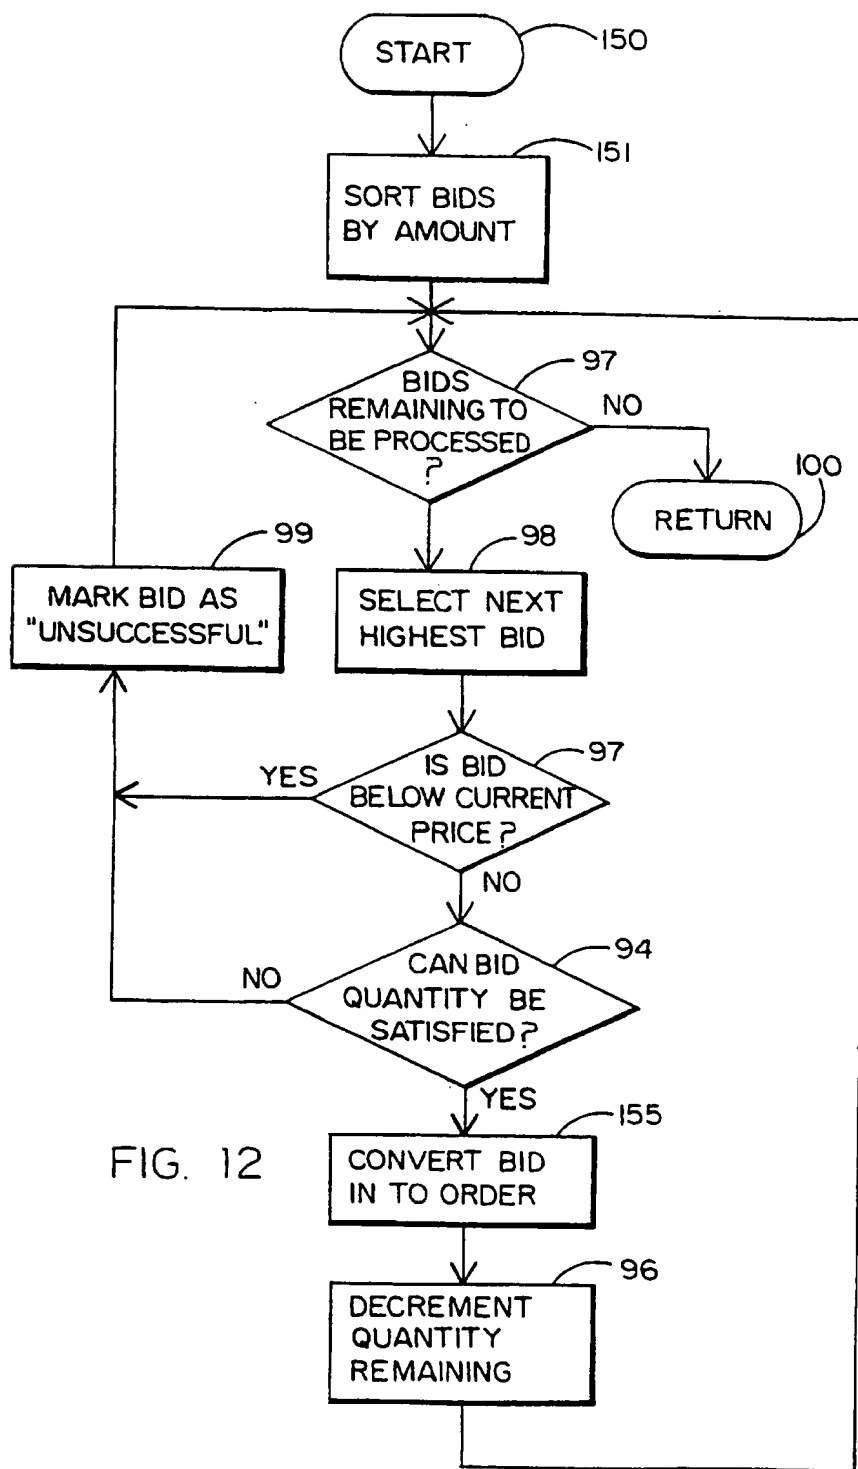 START
150
151
SORT BIDS
BY AMOUNT
97
BIDS
REMAINING TO
BE PROCESSED
?
NO
100
RETURN
99
MARK BID AS
"UNSUCCESSFUL"
98
SELECT NEXT
HIGHEST BID
97
YES
IS BID
BELOW CURRENT
PRICE?
NO
94
NO
CAN BID
QUANTITY BE
SATISFIED?
YES
155
FIG. 12
CONVERT BID
IN TO ORDER
96
DECREMENT
QUANTITY
REMAINING